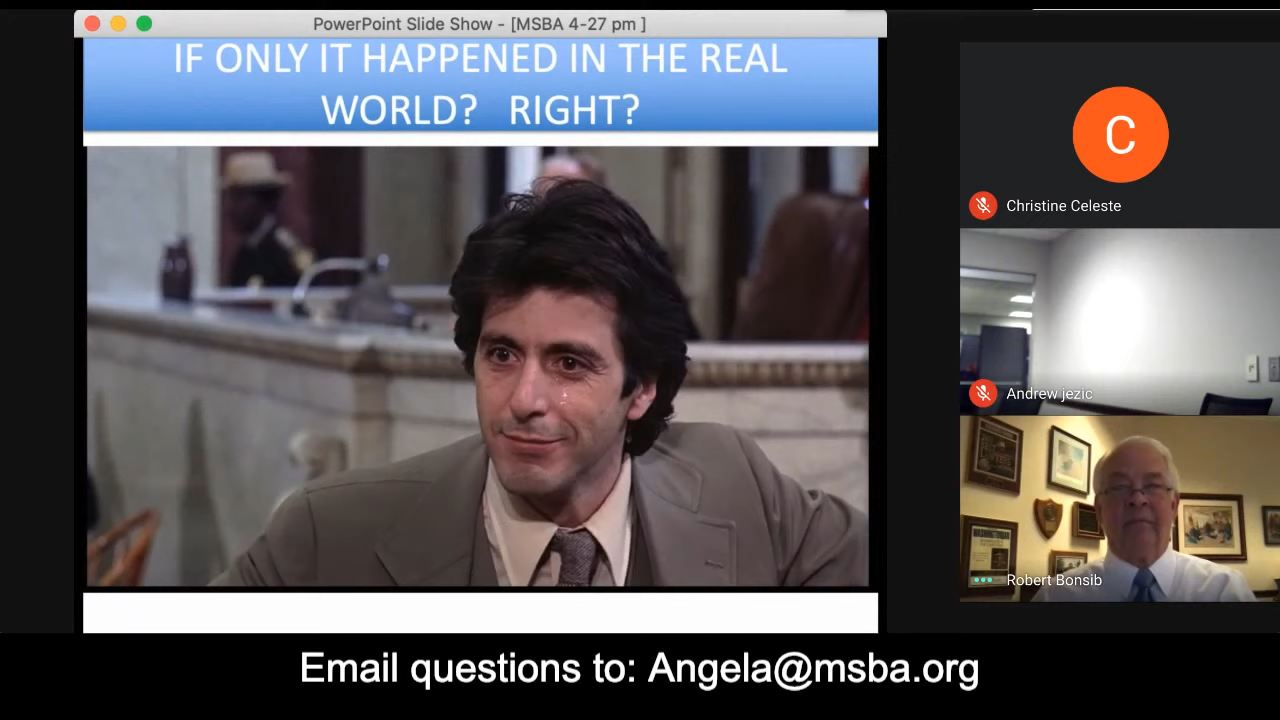 PowerPoint Slide Show - [MSBA 4-27 pm ]
IF ONLY IT HAPPENED IN THE REAL
WORLD? RIGHT?
C
Christine Celeste
Andrew jezic
Robert Bonsib
Email questions to: Angela@msba.org